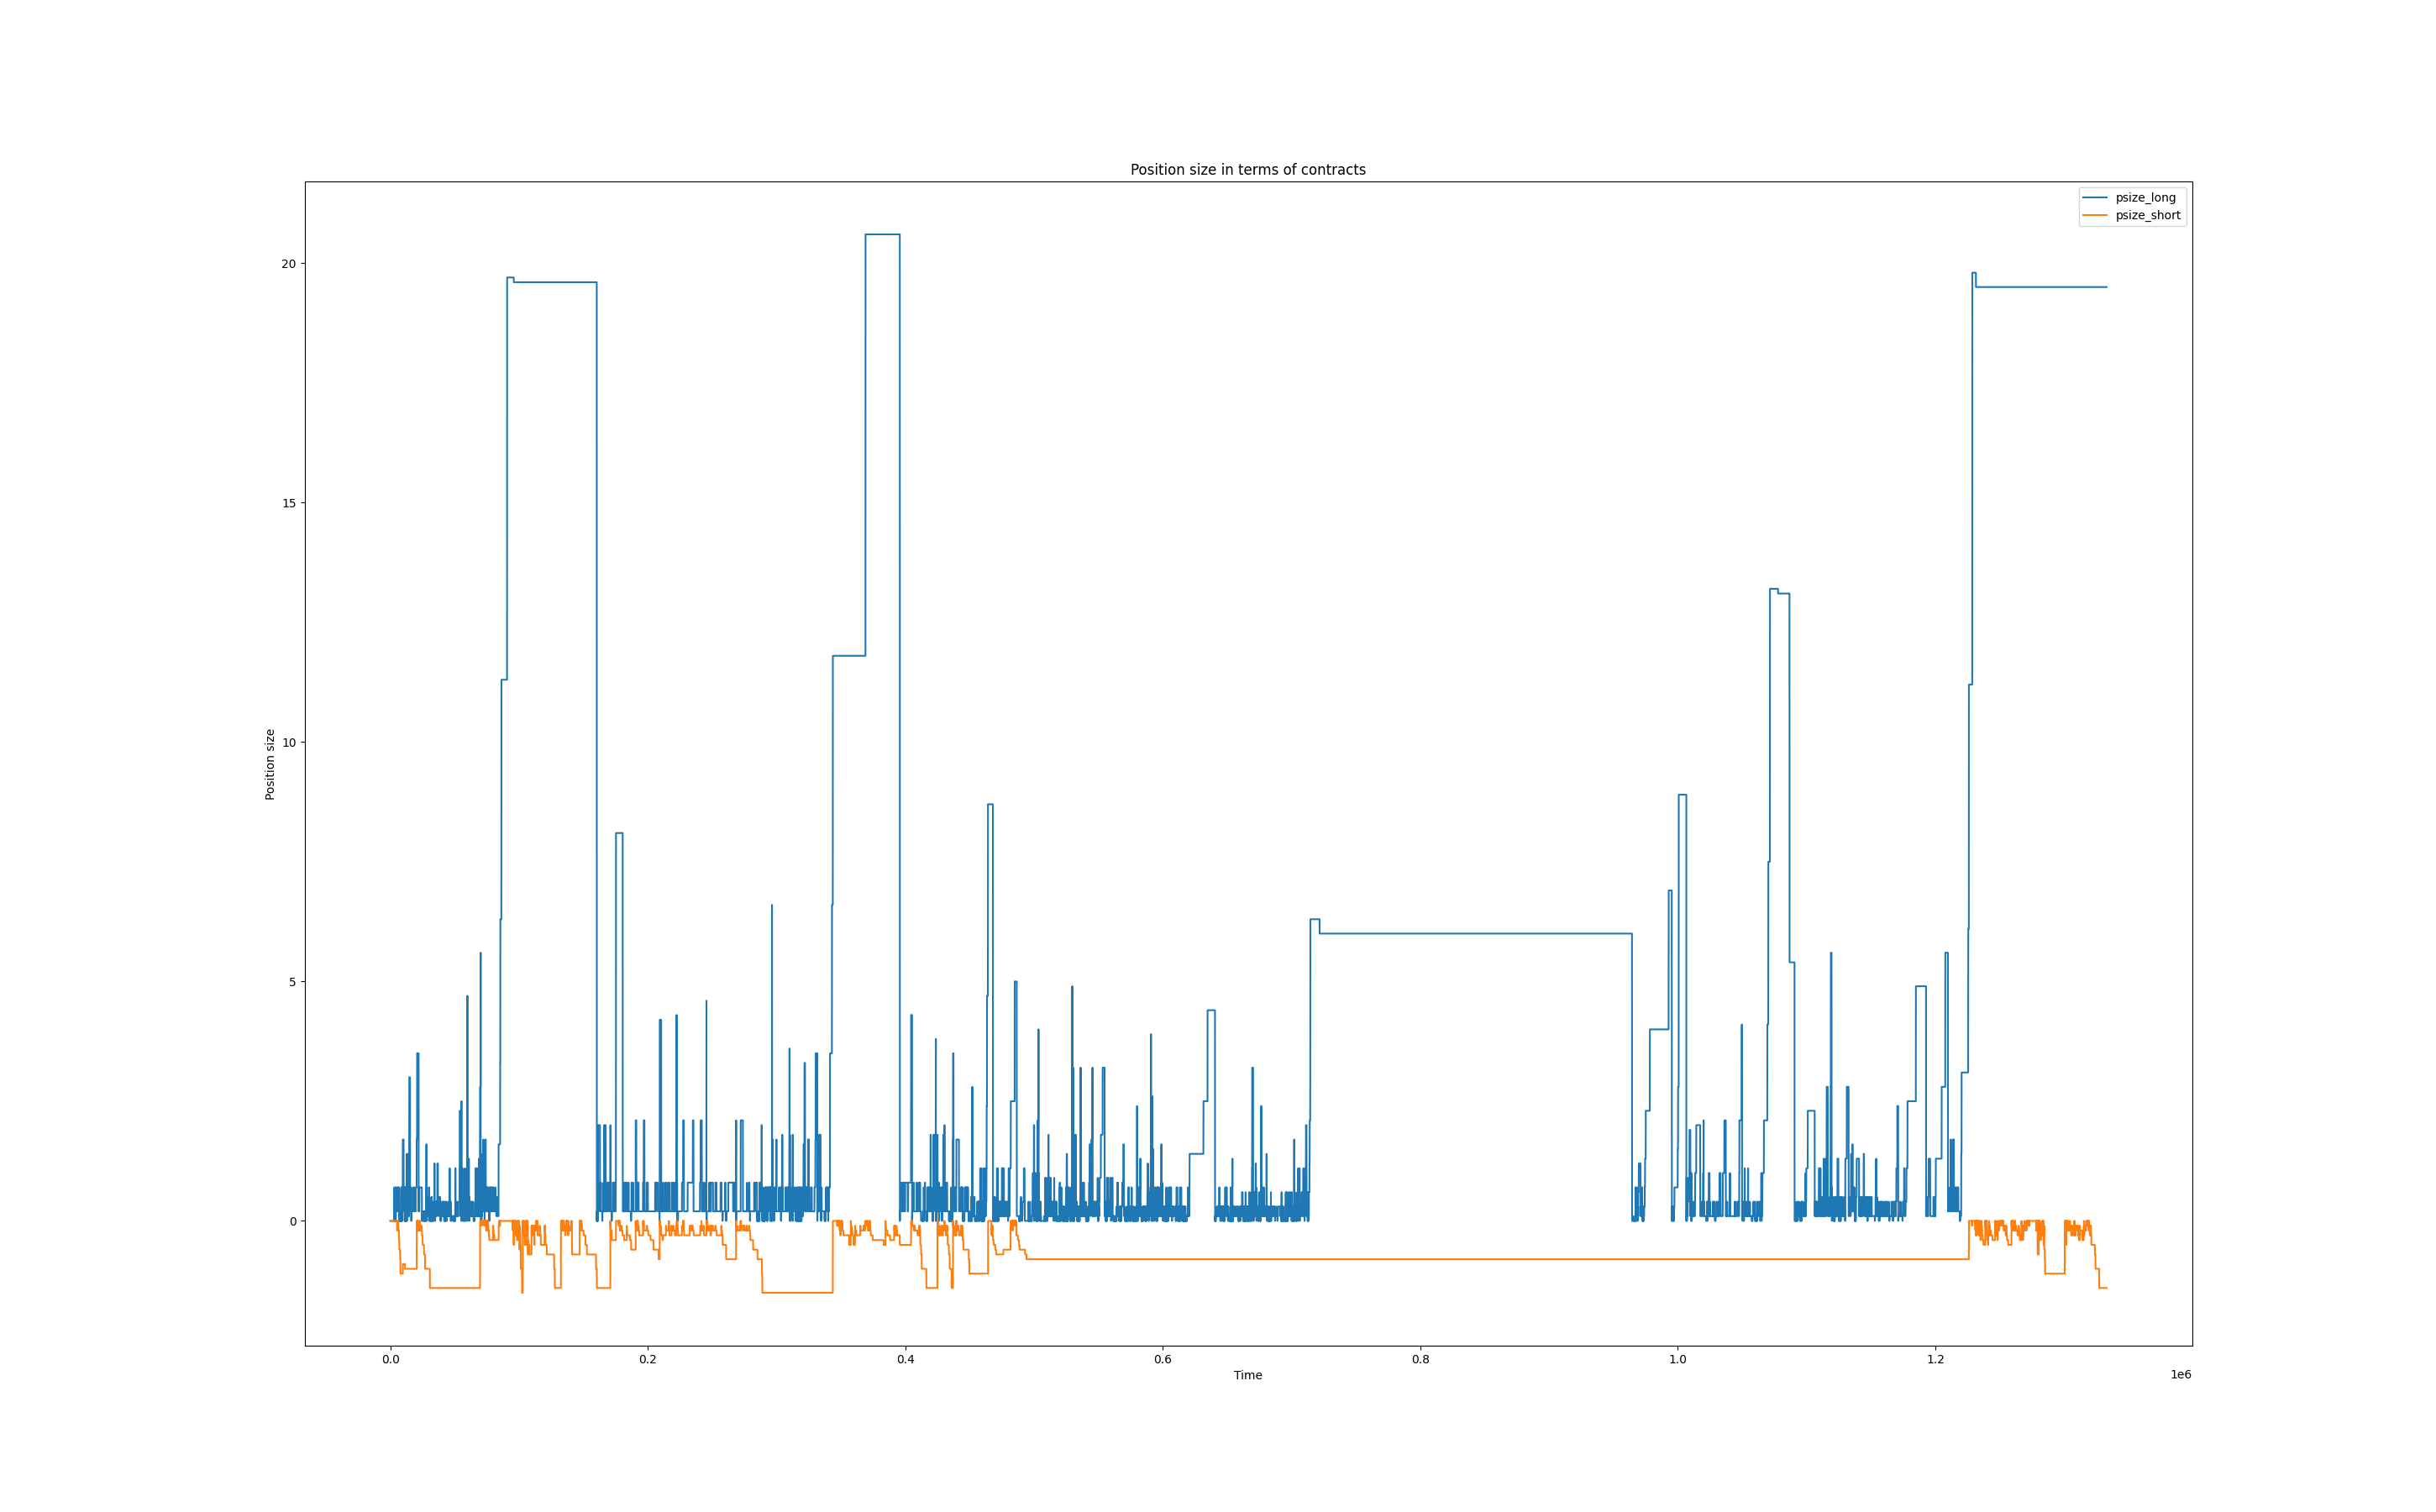 Position size in terms of contracts
psize_long
psize_short
Position size
20
15
10
5
0
0.0 0.2 0.4 0.6 0.8 1.0 1.2
Time
1e6